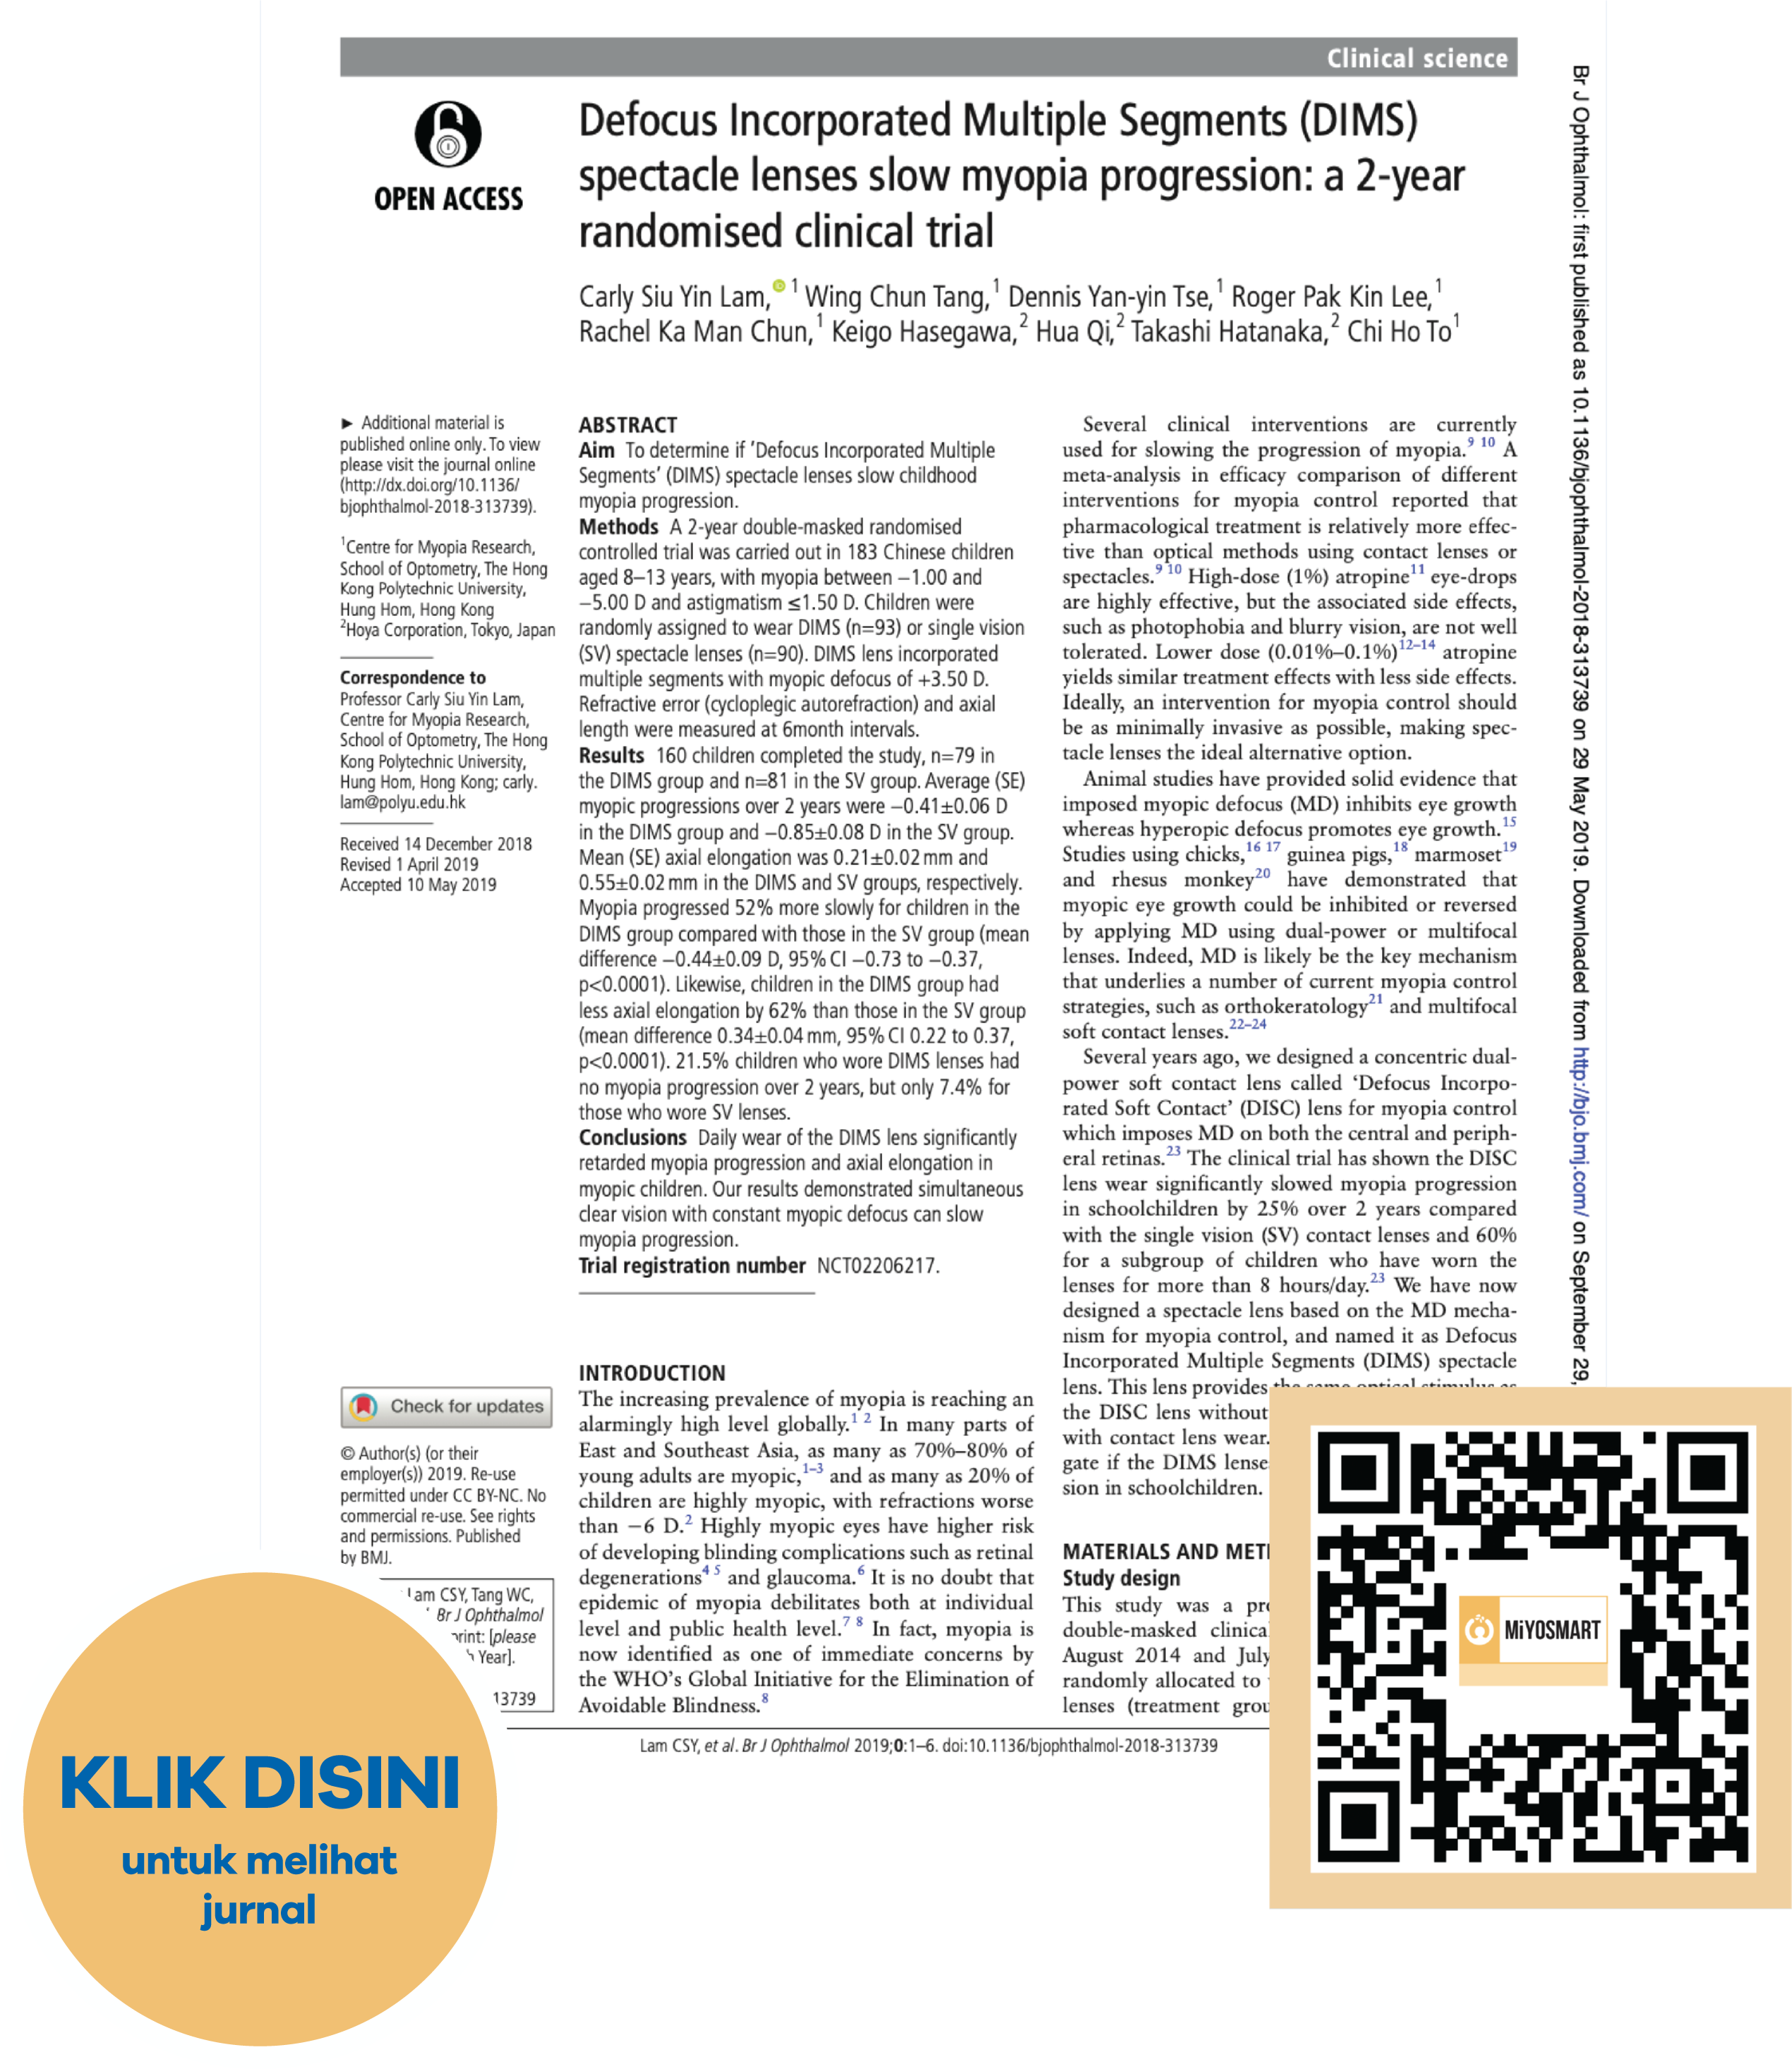 Clinical science
OPEN ACCESS
Defocus Incorporated Multiple Segments (DIMS)
spectacle lenses slow myopia progression: a 2-year
randomised clinical trial
Carly Siu Yin Lam, 1 Wing Chun Tang,1 Dennis Yan-yin Tse,1 Roger Pak Kin Lee,1
Rachel Ka Man Chun,1 Keigo Hasegawa,2 Hua Qi,2 Takashi Hatanaka,2 Chi Ho To1
► Additional material is
published online only. To view
please visit the journal online
(http://dx.doi.org/10.1136/
bjophthalmol-2018-313739).
1Centre for Myopia Research,
School of Optometry, The Hong
Kong Polytechnic University,
Hung Hom, Hong Kong
2Hoya Corporation, Tokyo, Japan
Correspondence to
Professor Carly Siu Yin Lam,
Centre for Myopia Research,
School of Optometry, The Hong
Kong Polytechnic University,
Hung Hom, Hong Kong; carly.
lam@polyu.edu.hk
Received 14 December 2018
Revised 1 April 2019
Accepted 10 May 2019
Check for updates
© Author(s) (or their
employer(s)) 2019. Re-use
permitted under CC BY-NC. No
commercial re-use. See rights
and permissions. Published
by BMJ.
Lam CSY, Tang WC,
Br J Ophthalmol
print: [please
Year].
13739
ABSTRACT
Aim To determine if 'Defocus Incorporated Multiple
Segments' (DIMS) spectacle lenses slow childhood
myopia progression.
Methods A 2-year double-masked randomised
controlled trial was carried out in 183 Chinese children
aged 8–13 years, with myopia between −1.00 and
−5.00 D and astigmatism ≤1.50 D. Children were
randomly assigned to wear DIMS (n=93) or single vision
(SV) spectacle lenses (n=90). DIMS lens incorporated
multiple segments with myopic defocus of +3.50 D.
Refractive error (cycloplegic autorefraction) and axial
length were measured at 6month intervals.
Results 160 children completed the study, n=79 in
the DIMS group and n=81 in the SV group. Average (SE)
myopic progressions over 2 years were −0.41±0.06 D
in the DIMS group and −0.85±0.08 D in the SV group.
Mean (SE) axial elongation was 0.21±0.02 mm and
0.55±0.02 mm in the DIMS and SV groups, respectively.
Myopia progressed 52% more slowly for children in the
DIMS group compared with those in the SV group (mean
difference −0.44±0.09 D, 95% CI −0.73 to −0.37,
p<0.0001). Likewise, children in the DIMS group had
less axial elongation by 62% than those in the SV group
(mean difference 0.34±0.04 mm, 95% CI 0.22 to 0.37,
p<0.0001). 21.5% children who wore DIMS lenses had
no myopia progression over 2 years, but only 7.4% for
those who wore SV lenses.
Conclusions Daily wear of the DIMS lens significantly
retarded myopia progression and axial elongation in
myopic children. Our results demonstrated simultaneous
clear vision with constant myopic defocus can slow
myopia progression.
Trial registration number NCT02206217.
INTRODUCTION
The increasing prevalence of myopia is reaching an
alarmingly high level globally.1 2 In many parts of
East and Southeast Asia, as many as 70%–80% of
young adults are myopic,1–3 and as many as 20% of
children are highly myopic, with refractions worse
than −6 D.2 Highly myopic eyes have higher risk
of developing blinding complications such as retinal
degenerations4 5 and glaucoma.6 It is no doubt that
epidemic of myopia debilitates both at individual
level and public health level.7 8 In fact, myopia is
now identified as one of immediate concerns by
the WHO's Global Initiative for the Elimination of
Avoidable Blindness.8
Several clinical interventions are currently
used for slowing the progression of myopia.9 10 A
meta-analysis in efficacy comparison of different
interventions for myopia control reported that
pharmacological treatment is relatively more effec-
tive than optical methods using contact lenses or
spectacles.9 10 High-dose (1%) atropine11 eye-drops
are highly effective, but the associated side effects,
such as photophobia and blurry vision, are not well
tolerated. Lower dose (0.01%–0.1%)12–14 atropine
yields similar treatment effects with less side effects.
Ideally, an intervention for myopia control should
be as minimally invasive as possible, making spec-
tacle lenses the ideal alternative option.
Animal studies have provided solid evidence that
imposed myopic defocus (MD) inhibits eye growth
whereas hyperopic defocus promotes eye growth.15
Studies using chicks,16 17 guinea pigs,18 marmoset19
and rhesus monkey20 have demonstrated that
myopic eye growth could be inhibited or reversed
by applying MD using dual-power or multifocal
lenses. Indeed, MD is likely be the key mechanism
that underlies a number of current myopia control
strategies, such as orthokeratology21 and multifocal
soft contact lenses.22–24
Several years ago, we designed a concentric dual-
power soft contact lens called 'Defocus Incorpo-
rated Soft Contact' (DISC) lens for myopia control
which imposes MD on both the central and periph-
eral retinas.23 The clinical trial has shown the DISC
lens wear significantly slowed myopia progression
in schoolchildren by 25% over 2 years compared
with the single vision (SV) contact lenses and 60%
for a subgroup of children who have worn the
lenses for more than 8 hours/day.23 We have now
designed a spectacle lens based on the MD mecha-
nism for myopia control, and named it as Defocus
Incorporated Multiple Segments (DIMS) spectacle
lens. This lens provides the same optical stimulus as
the DISC lens without
with contact lens wear.
gate if the DIMS lense
sion in schoolchildren.
MATERIALS AND METH
Study design
This study was a pro
double-masked clinica
August 2014 and July
randomly allocated to
lenses (treatment grou
Lam CSY, et al. Br J Ophthalmol 2019;0:1–6. doi:10.1136/bjophthalmol-2018-313739
Br J Ophthalmol: first published as 10.1136/bjophthalmol-2018-313739 on 29 May 2019. Downloaded from http://bjo.bmj.com/ on September 29,
MiYOSMART
KLIK DISINI
untuk melihat
jurnal